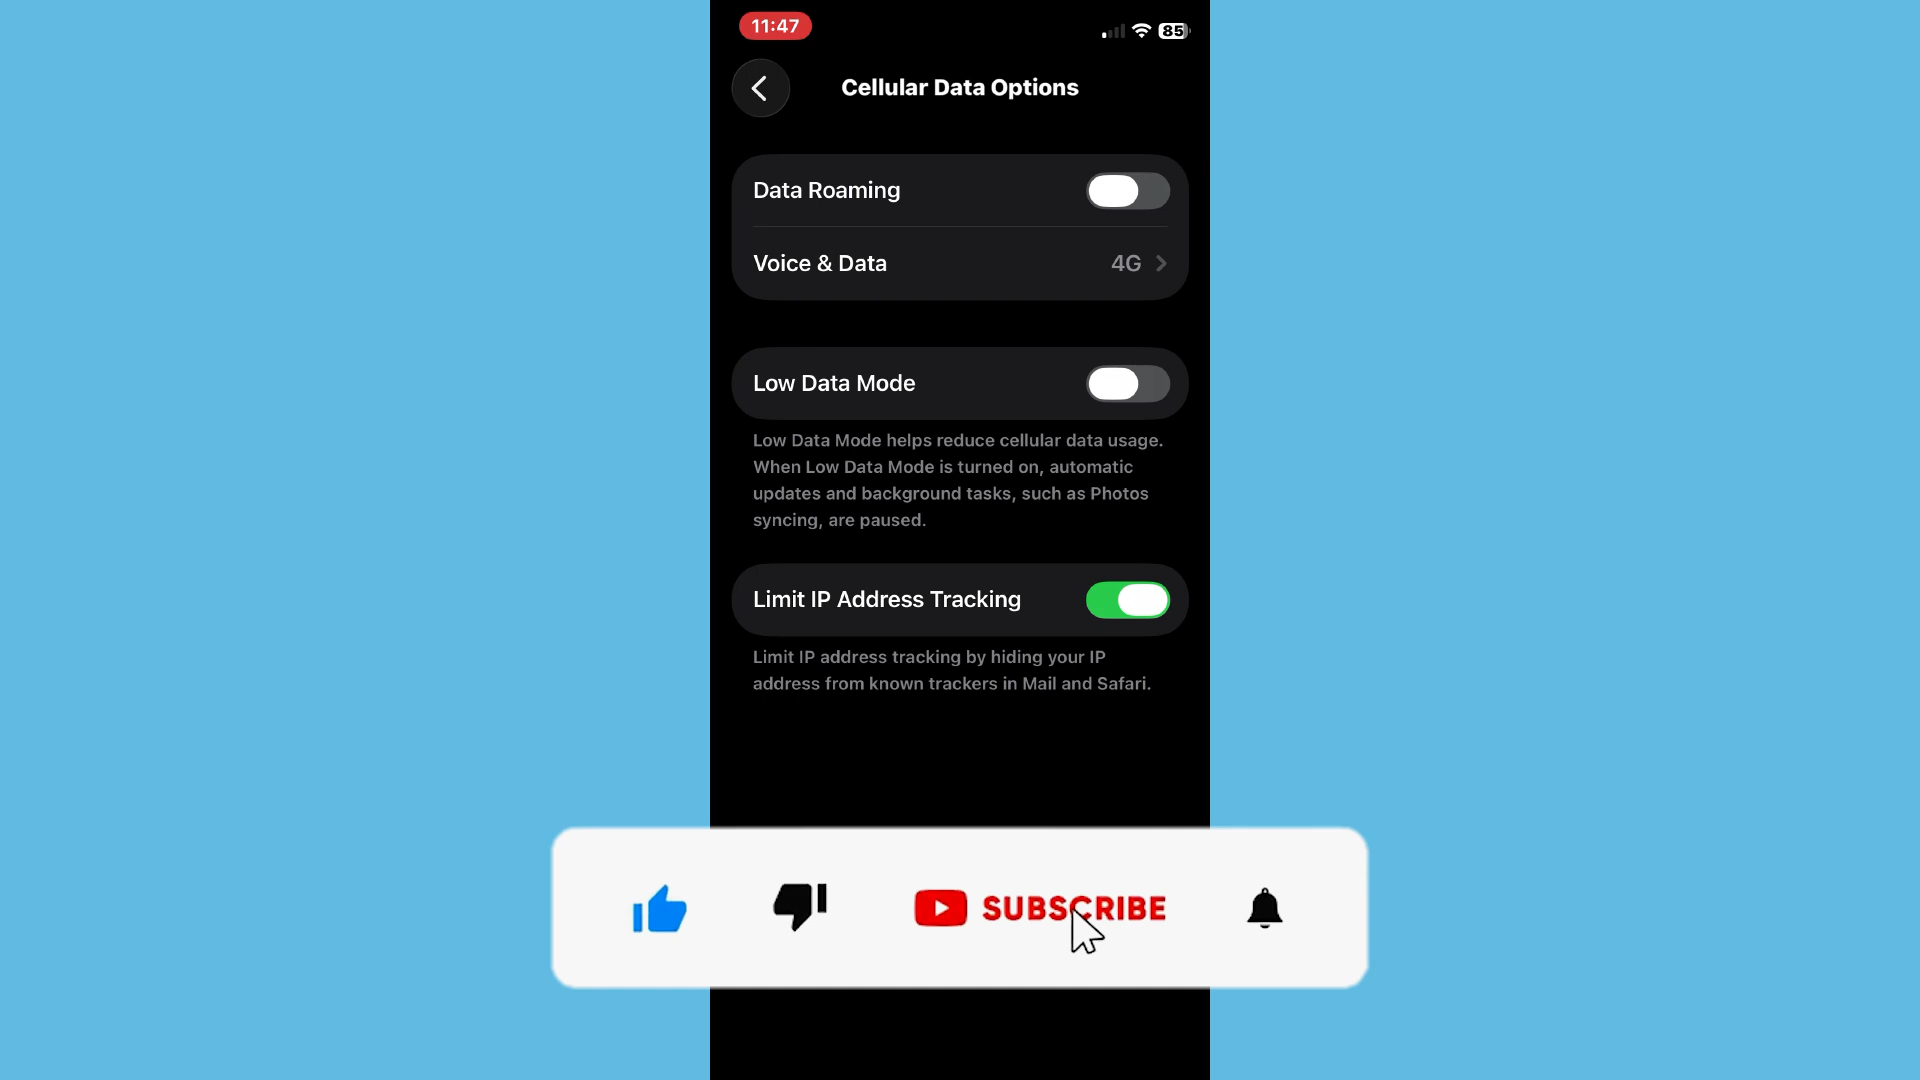 11:47
85
Cellular Data Options
Data Roaming
Voice & Data 4G
Low Data Mode
Low Data Mode helps reduce cellular data usage.
When Low Data Mode is turned on, automatic
updates and background tasks, such as Photos
syncing, are paused.
Limit IP Address Tracking
Limit IP address tracking by hiding your IP
address from known trackers in Mail and Safari.
SUBSCRIBE